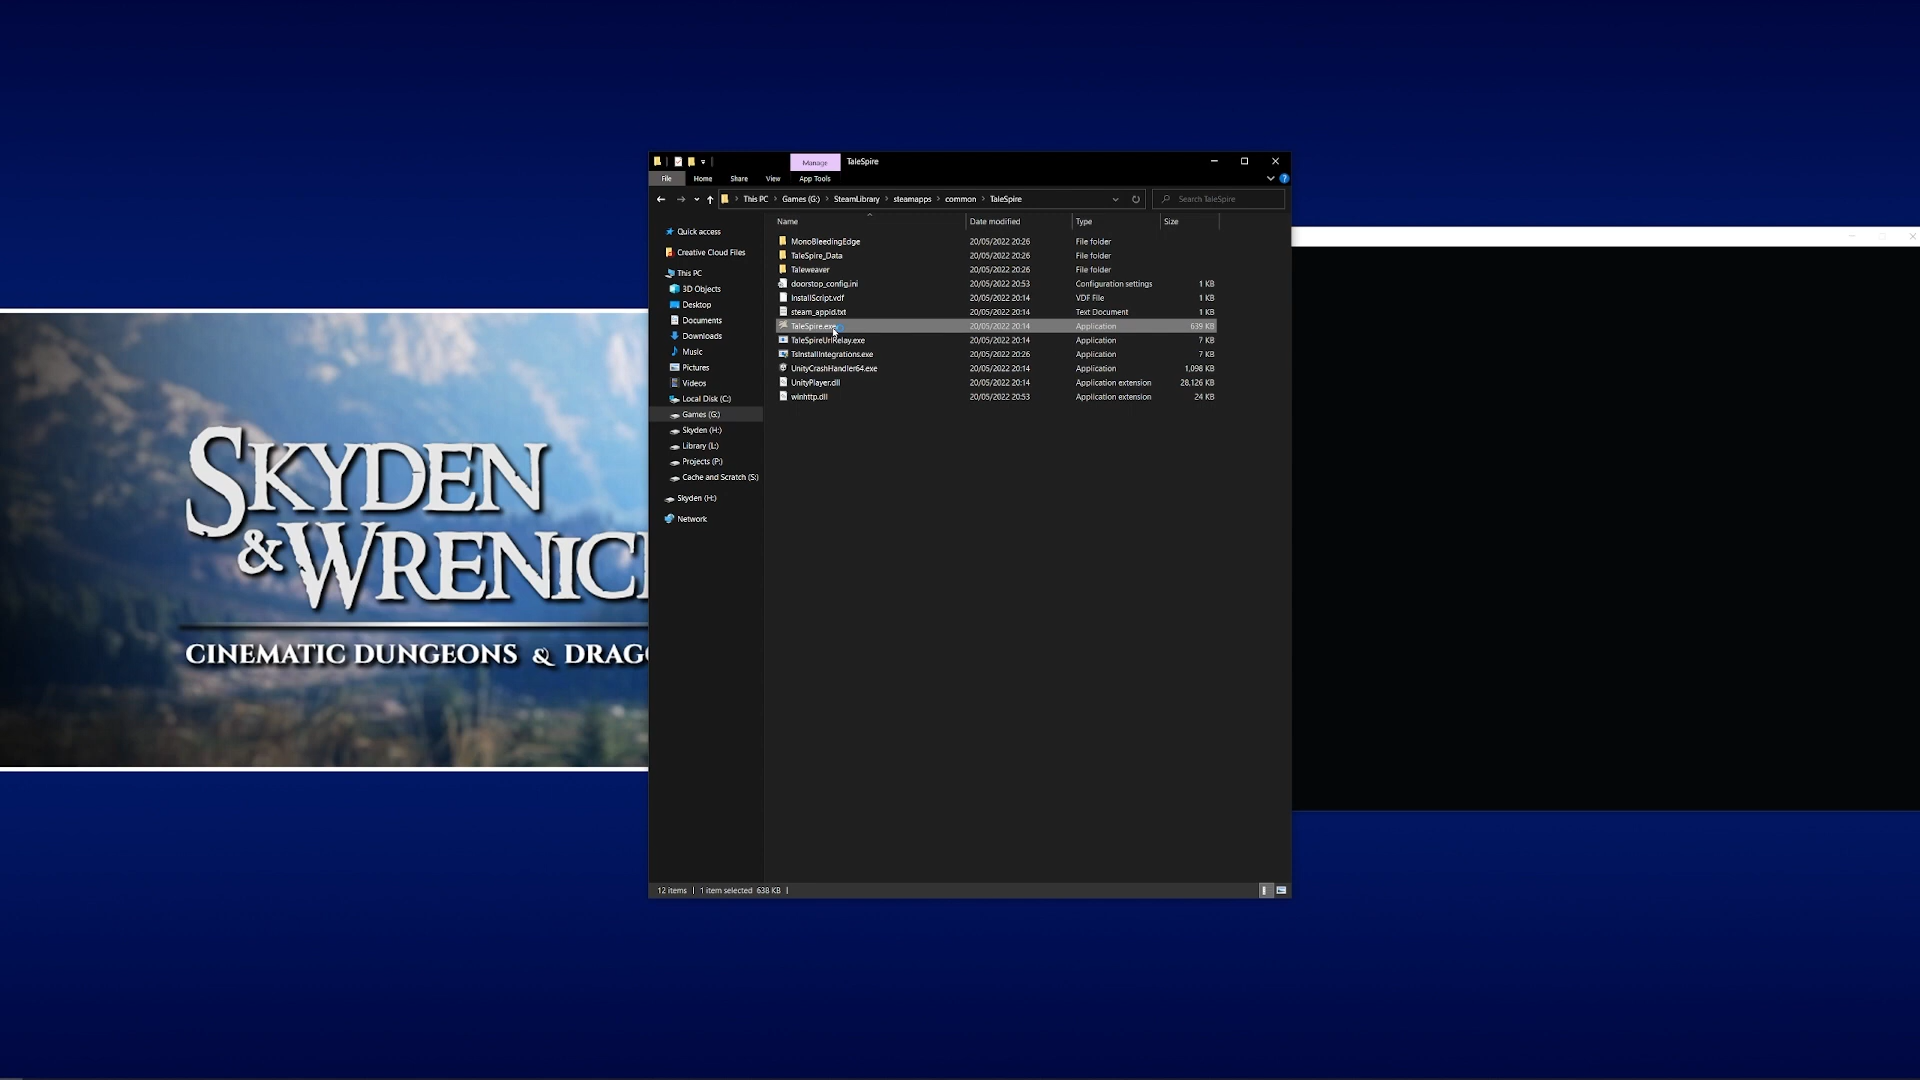 Manage
TaleSpire
File
Home
Share
View
App Tools
This PC
Games (G:)
SteamLibrary
steamapps
common
TaleSpire
Search TaleSpire
Name
Date modified
Type
Size
Quick access
Creative Cloud Files
This PC
3D Objects
Desktop
Documents
Downloads
Music
Pictures
Videos
Local Disk (C:)
Games (G:)
Skyden (H:)
Library (L:)
Projects (P:)
Cache and Scratch (S:)
Skyden (H:)
Network
MonoBleedingEdge 20/05/2022 20:26 File folder
TaleSpire_Data 20/05/2022 20:26 File folder
Taleweaver 20/05/2022 20:26 File folder
doorstop_config.ini 20/05/2022 20:53 Configuration settings 1 KB
InstallScript.vdf 20/05/2022 20:14 VDF File 1 KB
steam_appid.txt 20/05/2022 20:14 Text Document 1 KB
TaleSpire.exe 20/05/2022 20:14 Application 639 KB
TaleSpireUrlRelay.exe 20/05/2022 20:14 Application 7 KB
TsInstallIntegrations.exe 20/05/2022 20:26 Application 7 KB
UnityCrashHandler64.exe 20/05/2022 20:14 Application 1,098 KB
UnityPlayer.dll 20/05/2022 20:14 Application extension 28,126 KB
winhttp.dll 20/05/2022 20:53 Application extension 24 KB
12 items
1 item selected 638 KB
SKYDEN
& WRENIC
CINEMATIC DUNGEONS & DRAG